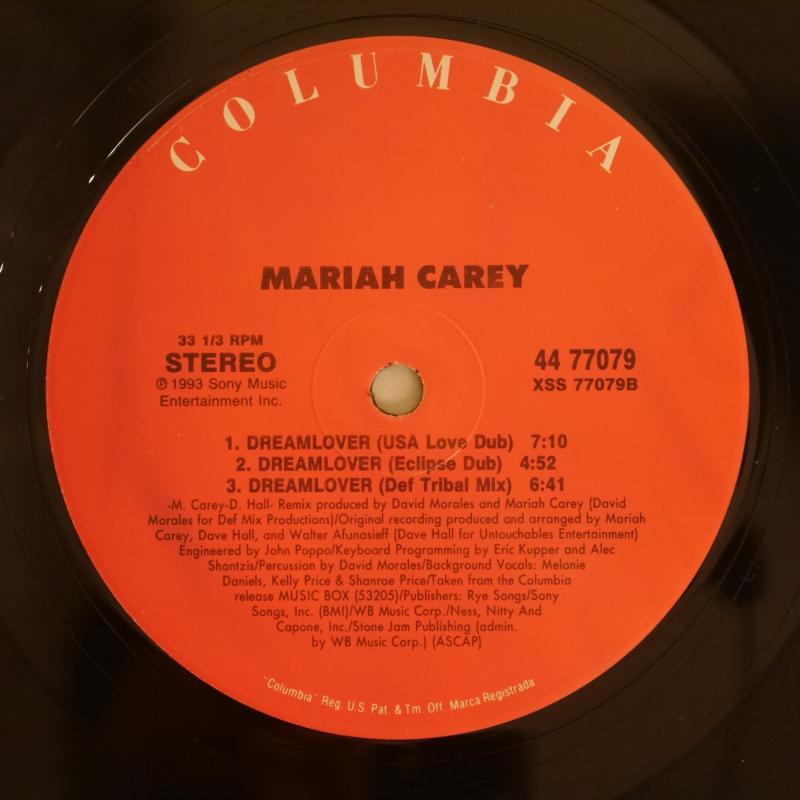 COLUMBIA
MARIAH CAREY
33 1/3 RPM
STEREO
℗ 1993 Sony Music
Entertainment Inc.
44 77079
XSS 77079B
1. DREAMLOVER (USA Love Dub) 7:10
2. DREAMLOVER (Eclipse Dub) 4:52
3. DREAMLOVER (Def Tribal Mix) 6:41
-M. Carey-D. Hall- Remix produced by David Morales and Mariah Carey (David
Morales for Def Mix Productions)/Original recording produced and arranged by Mariah
Carey, Dave Hall, and Walter Afunasieff (Dave Hall for Untouchables Entertainment)
Engineered by John Poppo/Keyboard Programming by Eric Kupper and Alec
Shantzis/Percussion by David Morales/Background Vocals: Melonie
Daniels, Kelly Price & Shanrae Price/Taken from the Columbia
release MUSIC BOX (53205)/Publishers: Rye Songs/Sony
Songs, Inc. (BMI)/WB Music Corp./Ness, Nitty And
Capone, Inc./Stone Jam Publishing (admin.
by WB Music Corp.) (ASCAP)
"Columbia" Reg. U.S. Pat. & Tm. Off. Marca Registrada.